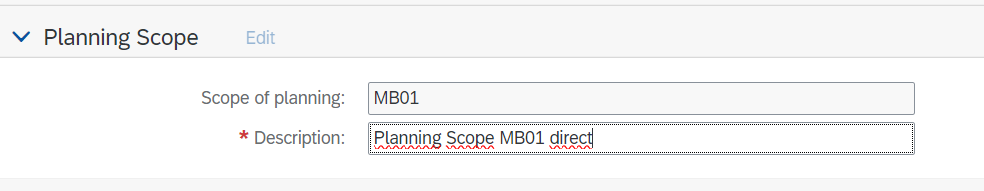 Planning Scope Edit
Scope of planning: MB01
* Description: Planning Scope MB01 direct